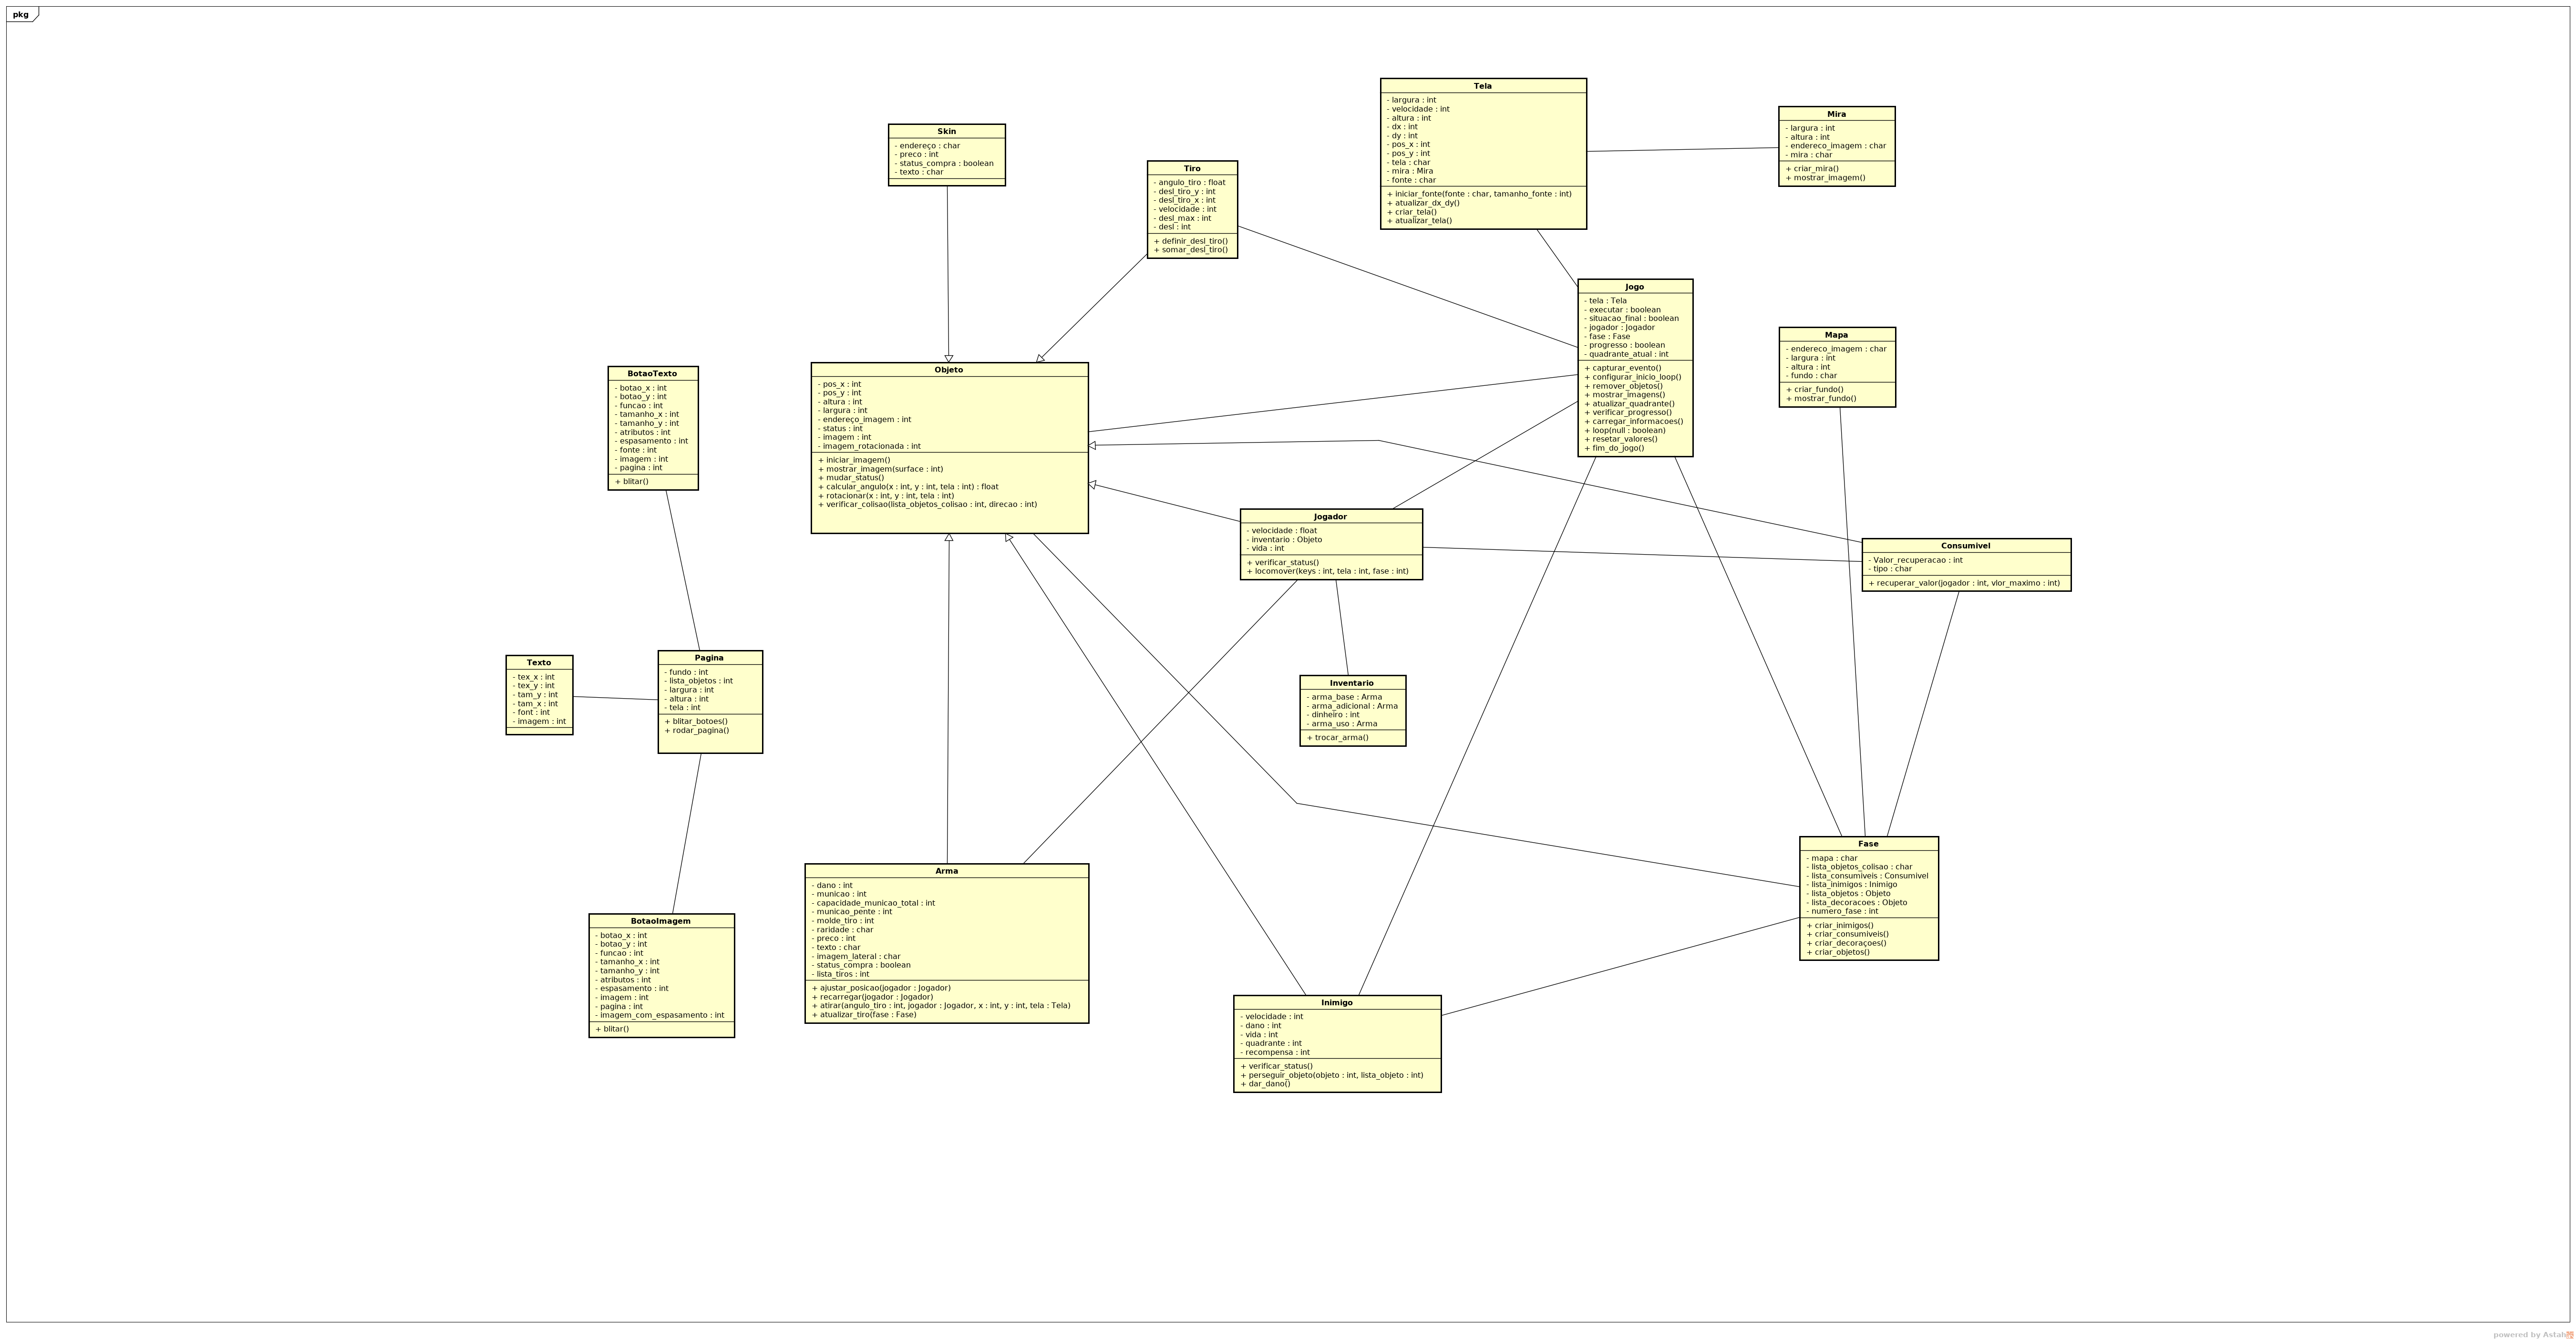 pkg
Tela
- largura : int
- velocidade : int
- altura : int
- dx : int
- dy : int
- pos_x : int
- pos_y : int
- tela : char
- mira : Mira
- fonte : char
+ iniciar_fonte(fonte : char, tamanho_fonte : int)
+ atualizar_dx_dy()
+ criar_tela()
+ atualizar_tela()
Mira
- largura : int
- altura : int
- endereco_imagem : char
- mira : char
+ criar_mira()
+ mostrar_imagem()
Skin
- endereço : char
- preco : int
- status_compra : boolean
- texto : char
Tiro
- angulo_tiro : float
- desl_tiro_y : int
- desl_tiro_x : int
- velocidade : int
- desl_max : int
- desl : int
+ definir_desl_tiro()
+ somar_desl_tiro()
Jogo
- tela : Tela
- executar : boolean
- situacao_final : boolean
- jogador : Jogador
- fase : Fase
- progresso : boolean
- quadrante_atual : int
+ capturar_evento()
+ configurar_inicio_loop()
+ remover_objetos()
+ mostrar_imagens()
+ atualizar_quadrante()
+ verificar_progresso()
+ carregar_informacoes()
+ loop(null : boolean)
+ resetar_valores()
+ fim_do_jogo()
Mapa
- endereco_imagem : char
- largura : int
- altura : int
- fundo : char
+ criar_fundo()
+ mostrar_fundo()
BotaoTexto
- botao_x : int
- botao_y : int
- funcao : int
- tamanho_x : int
- tamanho_y : int
- atributos : int
- espasamento : int
- fonte : int
- imagem : int
- pagina : int
+ blitar()
Objeto
- pos_x : int
- pos_y : int
- altura : int
- largura : int
- endereço_imagem : int
- status : int
- imagem : int
- imagem_rotacionada : int
+ iniciar_imagem()
+ mostrar_imagem(surface : int)
+ mudar_status()
+ calcular_angulo(x : int, y : int, tela : int) : float
+ rotacionar(x : int, y : int, tela : int)
+ verificar_colisao(lista_objetos_colisao : int, direcao : int)
Jogador
- velocidade : float
- inventario : Objeto
- vida : int
+ verificar_status()
+ locomover(keys : int, tela : int, fase : int)
Consumivel
- Valor_recuperacao : int
- tipo : char
+ recuperar_valor(jogador : int, vlor_maximo : int)
Texto
- tex_x : int
- tex_y : int
- tam_y : int
- tam_x : int
- font : int
- imagem : int
Pagina
- fundo : int
- lista_objetos : int
- largura : int
- altura : int
- tela : int
+ blitar_botoes()
+ rodar_pagina()
Inventario
- arma_base : Arma
- arma_adicional : Arma
- dinheiro : int
- arma_uso : Arma
+ trocar_arma()
Fase
- mapa : char
- lista_objetos_colisao : char
- lista_consumiveis : Consumivel
- lista_inimigos : Inimigo
- lista_objetos : Objeto
- lista_decoracoes : Objeto
- numero_fase : int
+ criar_inimigos()
+ criar_consumiveis()
+ criar_decoraçoes()
+ criar_objetos()
Arma
- dano : int
- municao : int
- capacidade_municao_total : int
- municao_pente : int
- molde_tiro : int
- raridade : char
- preco : int
- texto : char
- imagem_lateral : char
- status_compra : boolean
- lista_tiros : int
+ ajustar_posicao(jogador : Jogador)
+ recarregar(jogador : Jogador)
+ atirar(angulo_tiro : int, jogador : Jogador, x : int, y : int, tela : Tela)
+ atualizar_tiro(fase : Fase)
BotaoImagem
- botao_x : int
- botao_y : int
- funcao : int
- tamanho_x : int
- tamanho_y : int
- atributos : int
- espasamento : int
- imagem : int
- pagina : int
- imagem_com_espasamento : int
+ blitar()
Inimigo
- velocidade : int
- dano : int
- vida : int
- quadrante : int
- recompensa : int
+ verificar_status()
+ perseguir_objeto(objeto : int, lista_objeto : int)
+ dar_dano()
powered by Astah